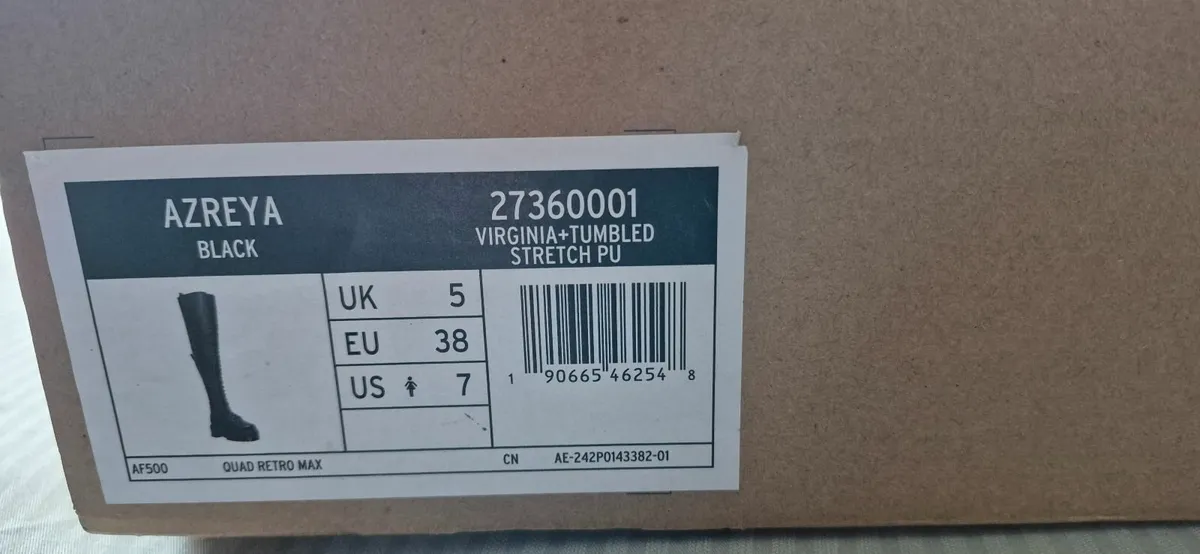 AZREYA
BLACK
27360001
VIRGINIA+TUMBLED
STRETCH PU
UK 5
EU 38
US 7
1 90665 46254 8
AF500 QUAD RETRO MAX CN AE-242P0143382-01